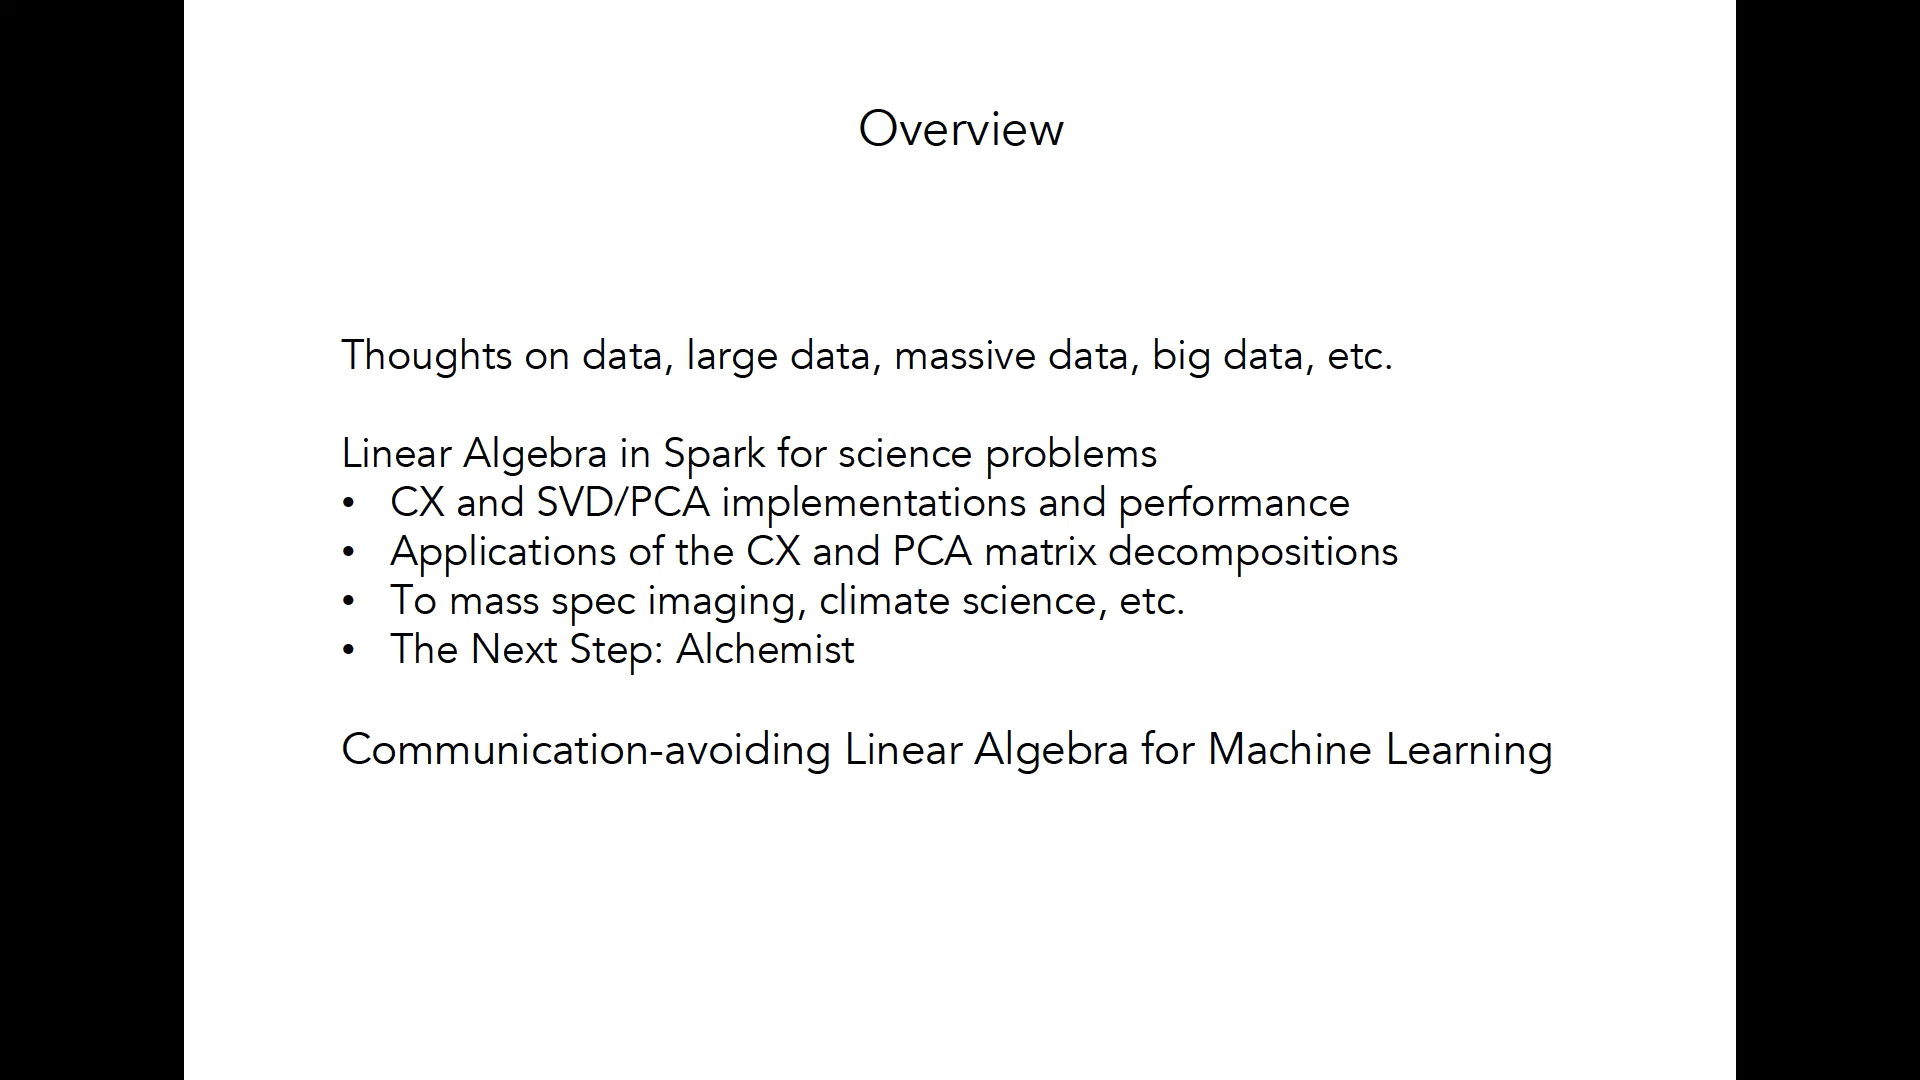 Overview
Thoughts on data, large data, massive data, big data, etc.
Linear Algebra in Spark for science problems
• CX and SVD/PCA implementations and performance
• Applications of the CX and PCA matrix decompositions
• To mass spec imaging, climate science, etc.
• The Next Step: Alchemist
Communication-avoiding Linear Algebra for Machine Learning